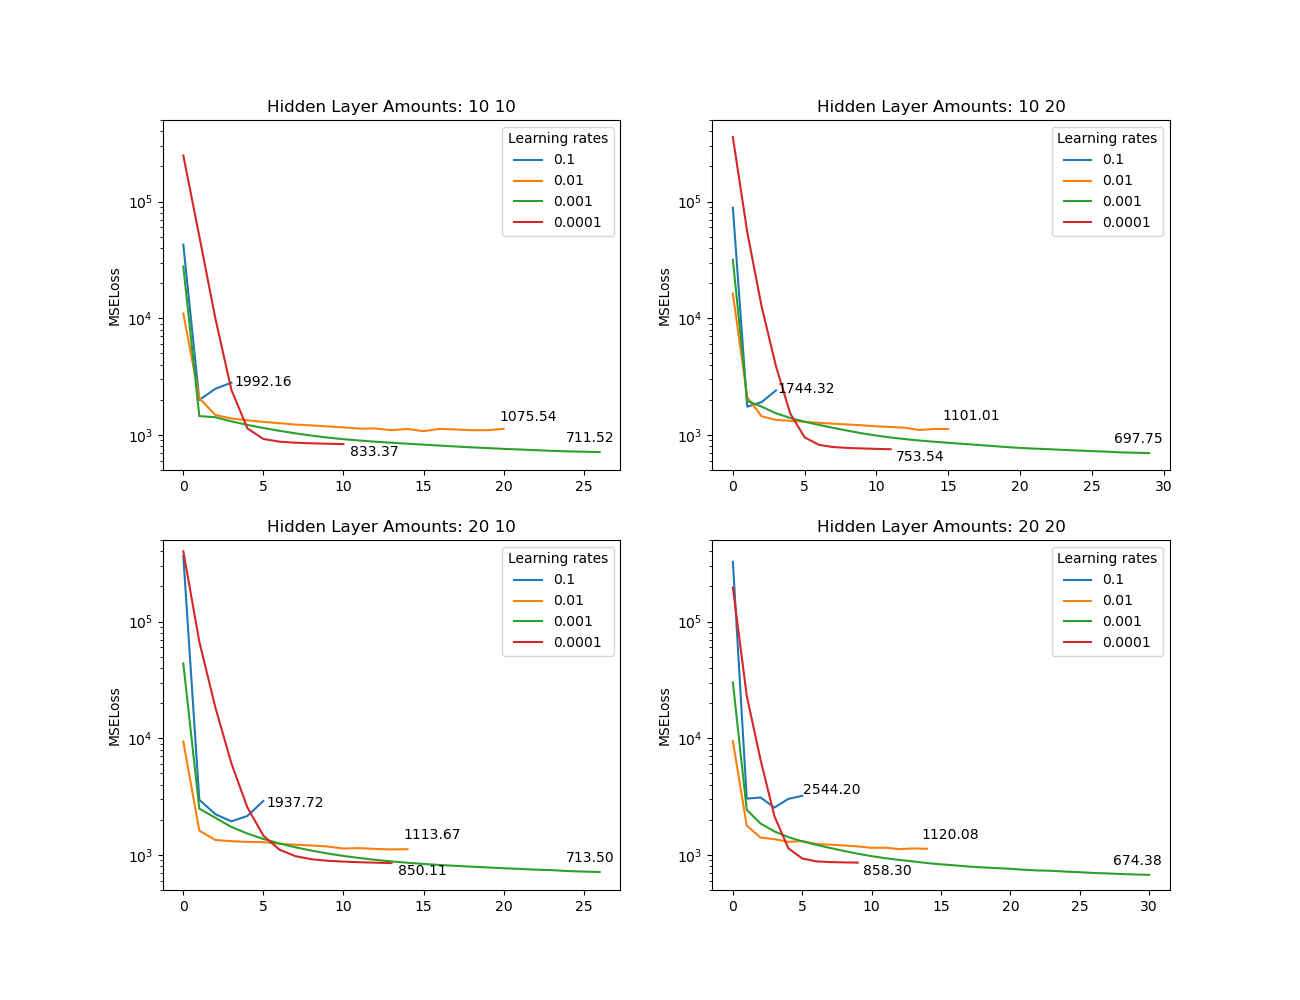 Hidden Layer Amounts: 10 10
Learning rates
0.1
0.01
0.001
0.0001
MSELoss
10^5
10^4
10^3
1992.16
1075.54
711.52
833.37
0 5 10 15 20 25
Hidden Layer Amounts: 10 20
Learning rates
0.1
0.01
0.001
0.0001
MSELoss
10^5
10^4
10^3
1744.32
1101.01
697.75
753.54
0 5 10 15 20 25 30
Hidden Layer Amounts: 20 10
Learning rates
0.1
0.01
0.001
0.0001
MSELoss
10^5
10^4
10^3
1937.72
1113.67
713.50
850.11
0 5 10 15 20 25
Hidden Layer Amounts: 20 20
Learning rates
0.1
0.01
0.001
0.0001
MSELoss
10^5
10^4
10^3
2544.20
1120.08
674.38
858.30
0 5 10 15 20 25 30